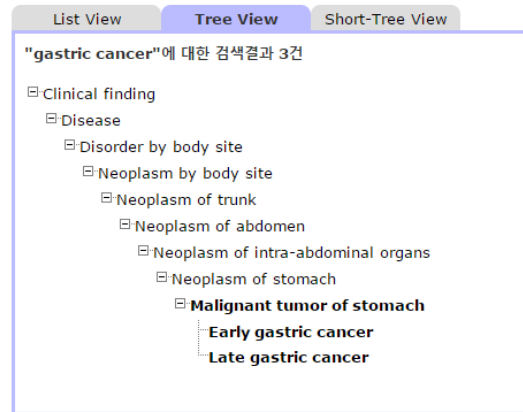 List View Tree View Short-Tree View
"gastric cancer"에 대한 검색결과 3건
Clinical finding
Disease
Disorder by body site
Neoplasm by body site
Neoplasm of trunk
Neoplasm of abdomen
Neoplasm of intra-abdominal organs
Neoplasm of stomach
Malignant tumor of stomach
Early gastric cancer
Late gastric cancer